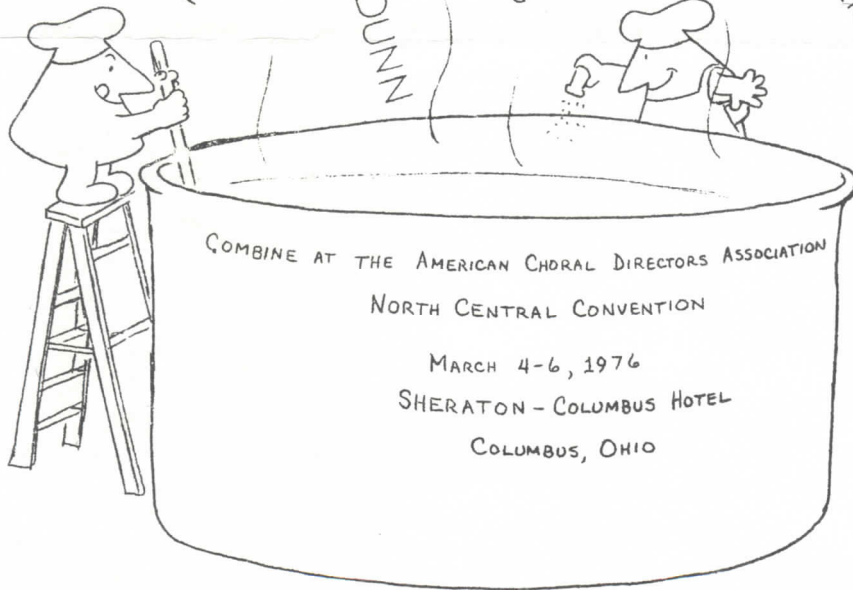 DUNN
COMBINE AT THE AMERICAN CHORAL DIRECTORS ASSOCIATION
NORTH CENTRAL CONVENTION
MARCH 4-6, 1976
SHERATON - COLUMBUS HOTEL
COLUMBUS, OHIO